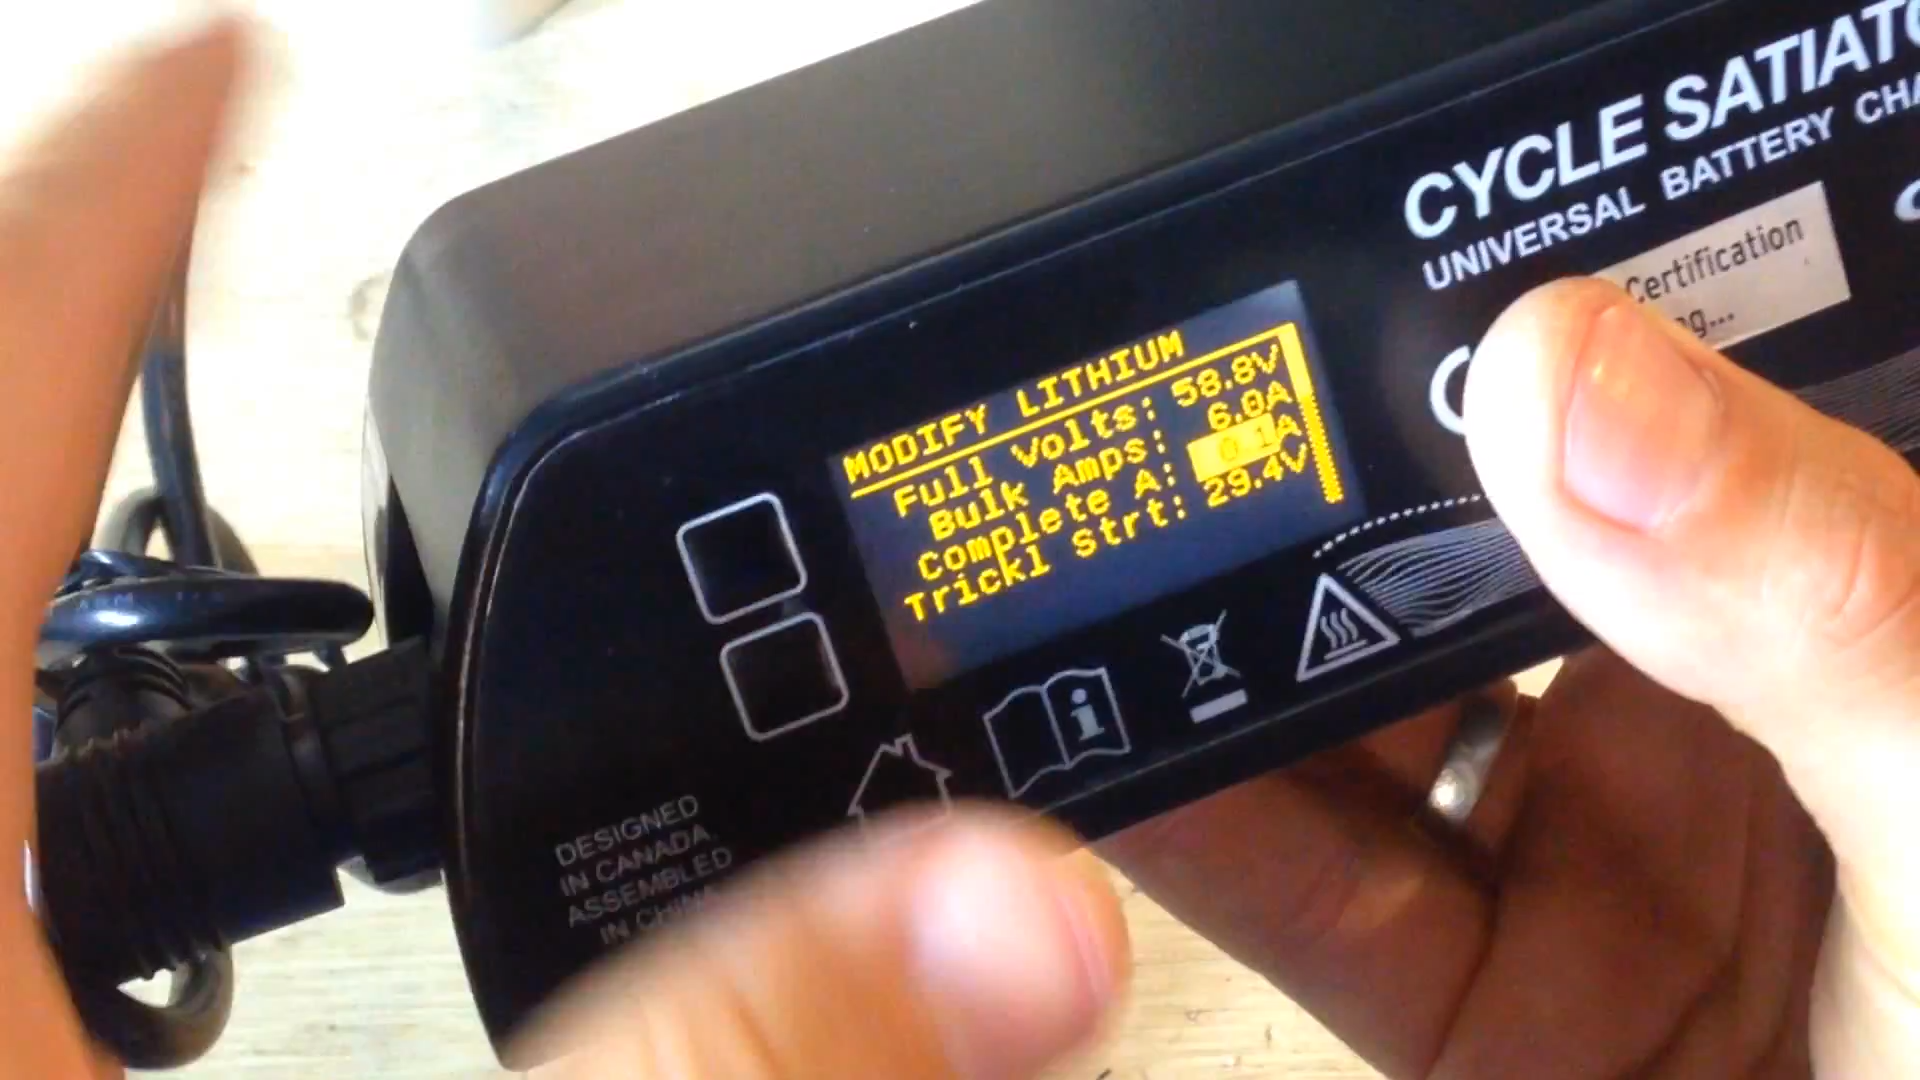 CYCLE SATIATO
UNIVERSAL BATTERY CHA
Certification
MODIFY LITHIUM
Full Volts: 58.8V
Bulk Amps: 6.0A
Complete A: 0.1A
Trickl Strt: 29.4V
DESIGNED
IN CANADA.
ASSEMBLED
IN CHINA